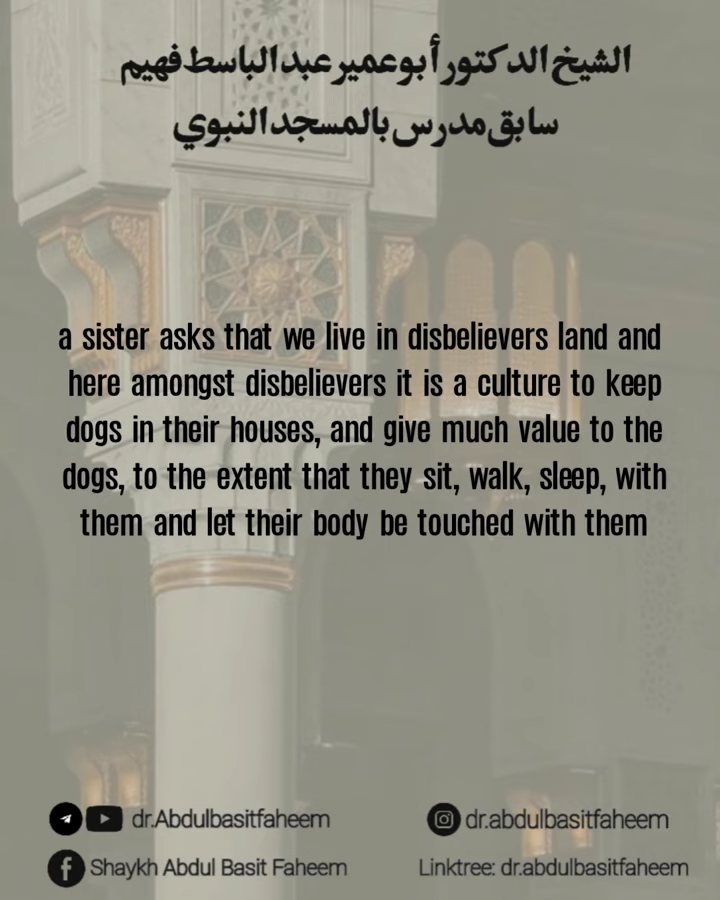 الشيخ الدكتور أبو عمير عبد الباسط فهيم
سابق مدرس بالمسجد النبوي
a sister asks that we live in disbelievers land and
here amongst disbelievers it is a culture to keep
dogs in their houses, and give much value to the
dogs, to the extent that they sit, walk, sleep, with
them and let their body be touched with them
dr.Abdulbasitfaheem
dr.abdulbasitfaheem
Shaykh Abdul Basit Faheem
Linktree: dr.abdulbasitfaheem